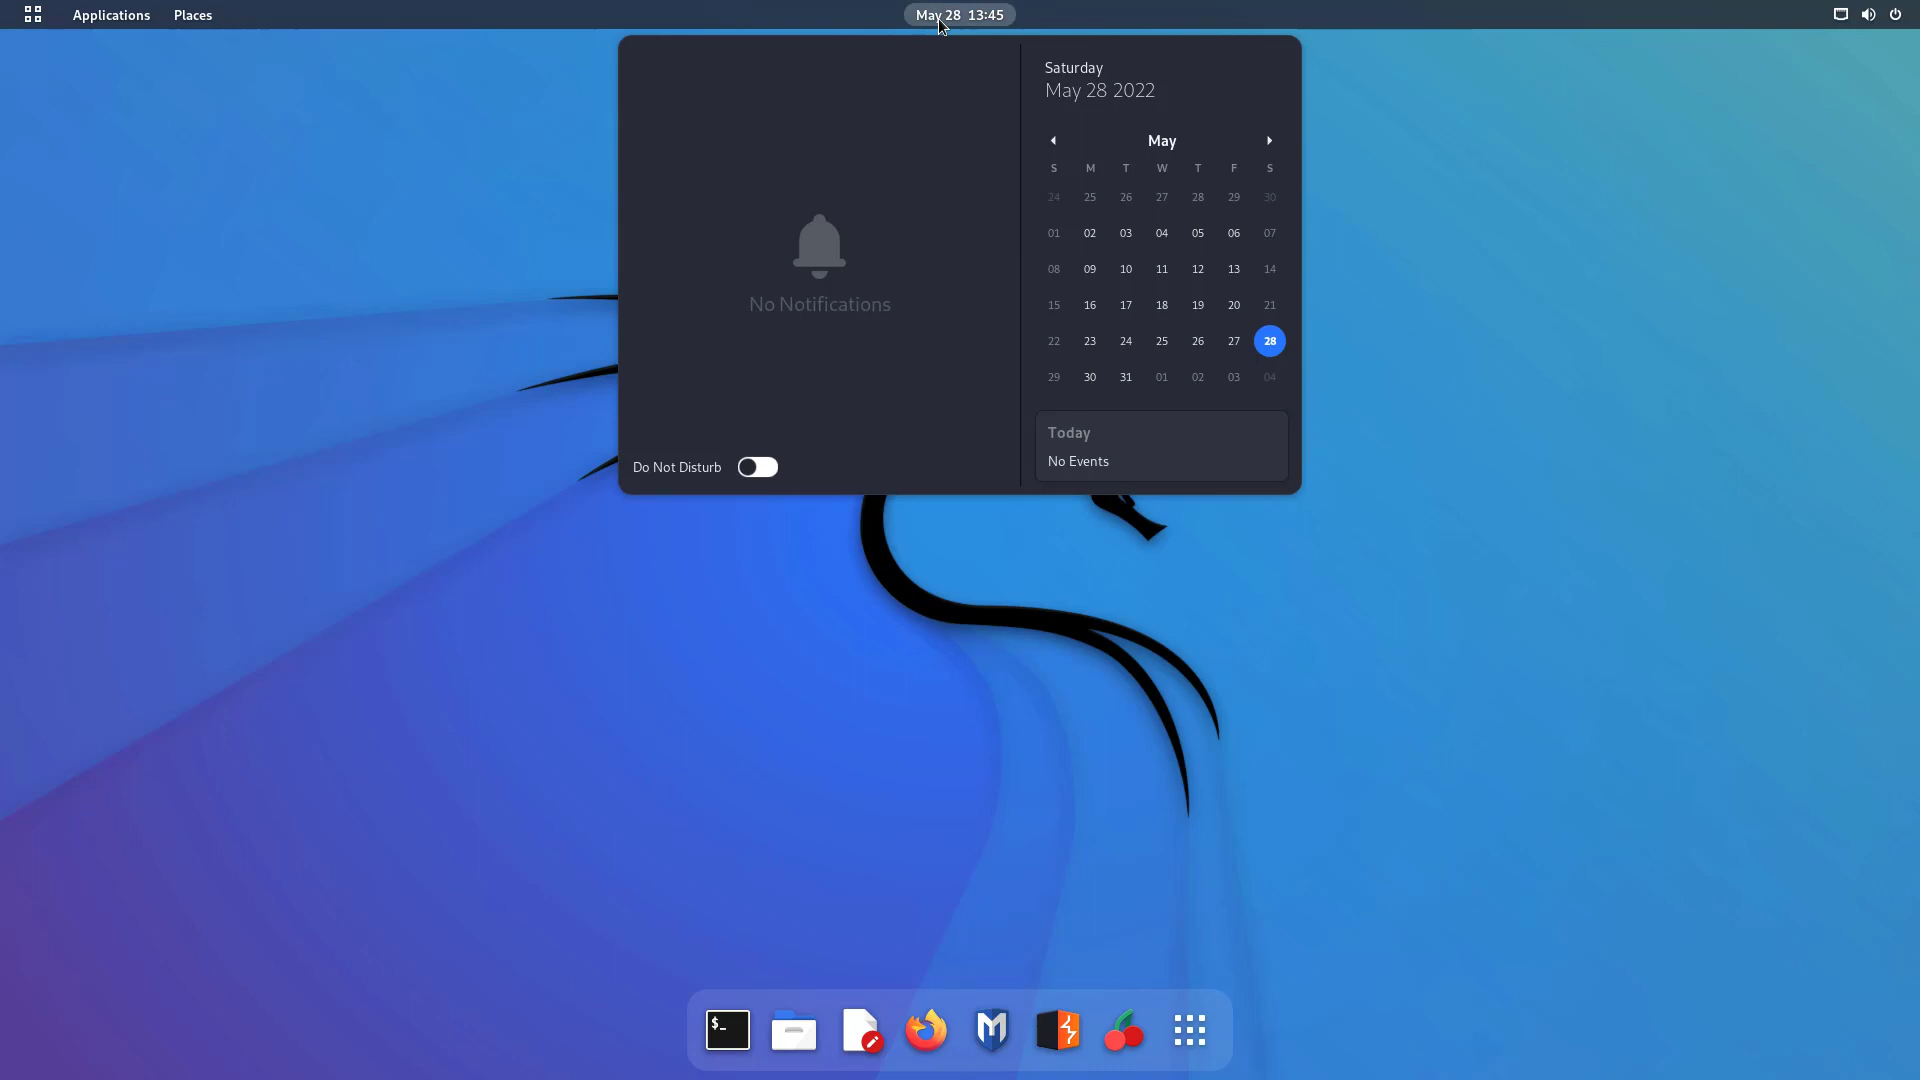 Applications Places May 28 13:45
No Notifications
Do Not Disturb
Saturday
May 28 2022
May
S M T W T F S
24 25 26 27 28 29 30
01 02 03 04 05 06 07
08 09 10 11 12 13 14
15 16 17 18 19 20 21
22 23 24 25 26 27 28
29 30 31 01 02 03 04
Today
No Events
$_